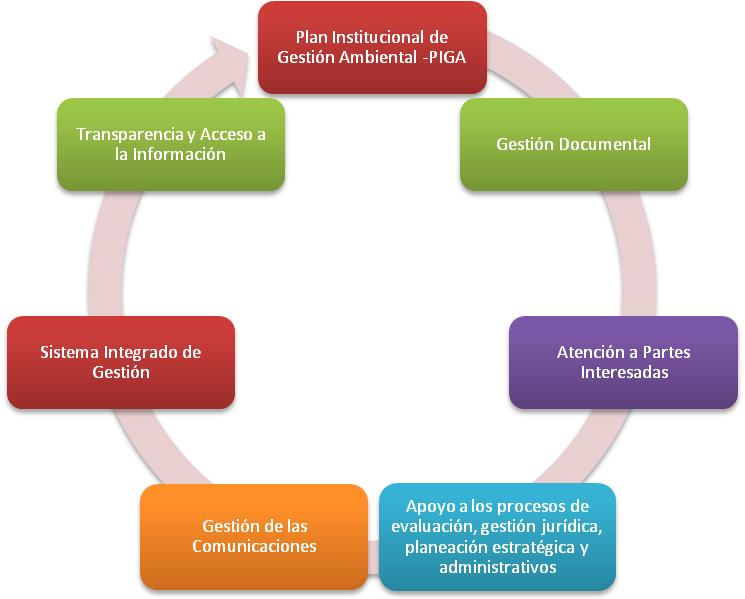 Plan Institucional de
Gestión Ambiental -PIGA
Gestión Documental
Atención a Partes
Interesadas
Apoyo a los procesos de
evaluación, gestión jurídica,
planeación estratégica y
administrativos
Gestión de las
Comunicaciones
Sistema Integrado de
Gestión
Transparencia y Acceso a
la Información